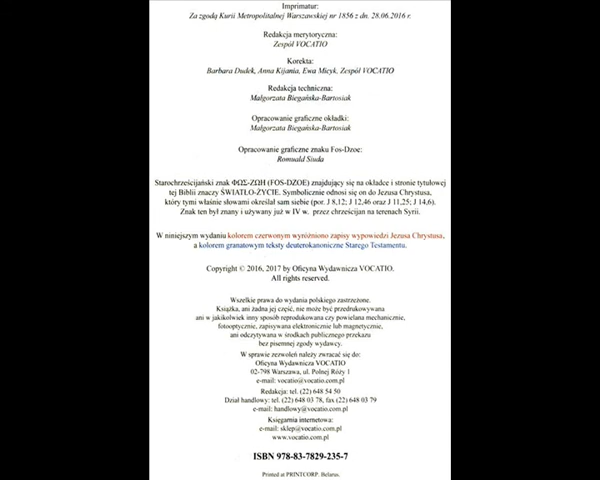 Imprimatur:
Za zgodą Kurii Metropolitalnej Warszawskiej nr 1856 z dn. 28.06.2016 r.
Redakcja merytoryczna:
Zespół VOCATIO
Korekta:
Barbara Dudek, Anna Kijania, Ewa Micyk, Zespół VOCATIO
Redakcja techniczna:
Małgorzata Biegańska-Bartosiak
Opracowanie graficzne okładki:
Małgorzata Biegańska-Bartosiak
Opracowanie graficzne znaku Fos-Dzoe:
Romuald Siuda
Starochrześcijański znak ΦΩΣ-ΖΩΗ (FOS-DZOE) znajdujący się na okładce i stronie tytułowej
tej Biblii znaczy ŚWIATŁO-ŻYCIE. Symbolicznie odnosi się on do Jezusa Chrystusa,
który tymi właśnie słowami określał sam siebie (por. J 8,12; J 12,46 oraz J 11,25; J 14,6).
Znak ten był znany i używany już w IV w. przez chrześcijan na terenach Syrii.
W niniejszym wydaniu kolorem czerwonym wyróżniono zapisy wypowiedzi Jezusa Chrystusa,
a kolorem granatowym teksty deuterokanoniczne Starego Testamentu.
Copyright © 2016, 2017 by Oficyna Wydawnicza VOCATIO.
All rights reserved.
Wszelkie prawa do wydania polskiego zastrzeżone.
Książka, ani żadna jej część, nie może być przedrukowywana
ani w jakikolwiek inny sposób reprodukowana czy powielana mechanicznie,
fotooptycznie, zapisywana elektronicznie lub magnetycznie,
ani odczytywana w środkach publicznego przekazu
bez pisemnej zgody wydawcy.
W sprawie zezwoleń należy zwracać się do:
Oficyna Wydawnicza VOCATIO
02-798 Warszawa, ul. Polnej Róży 1
e-mail: vocatio@vocatio.com.pl
Redakcja: tel. (22) 648 54 50
Dział handlowy: tel. (22) 648 03 78, fax (22) 648 03 79
e-mail: handlowy@vocatio.com.pl
Księgarnia internetowa:
e-mail: sklep@vocatio.com.pl
www.vocatio.com.pl
ISBN 978-83-7829-235-7
Printed at PRINTCORP. Belarus.